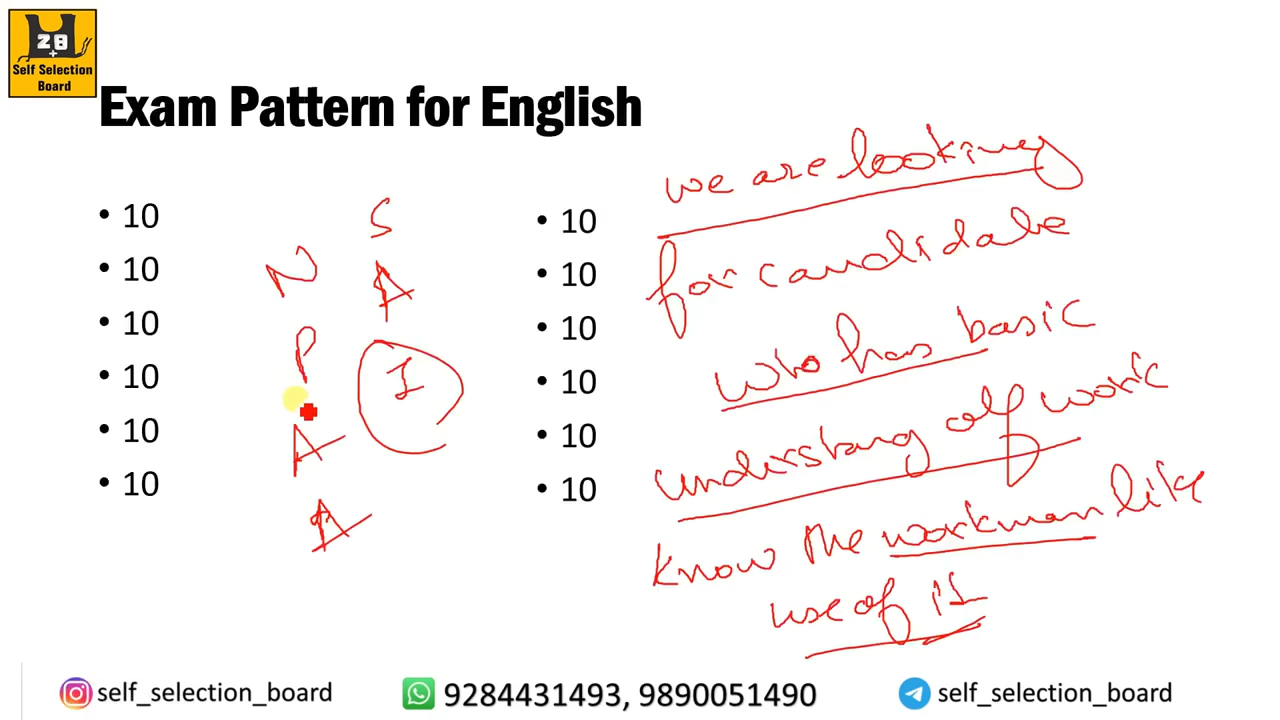 28
+
Self Selection
Board
Exam Pattern for English
• 10
• 10
• 10
• 10
• 10
• 10
N
P
A
A
S
A
I
• 10
• 10
• 10
• 10
• 10
• 10
we are looking
for candidate
who has basic
understang of work
know the workman like
use of it
self_selection_board
9284431493, 9890051490
self_selection_board